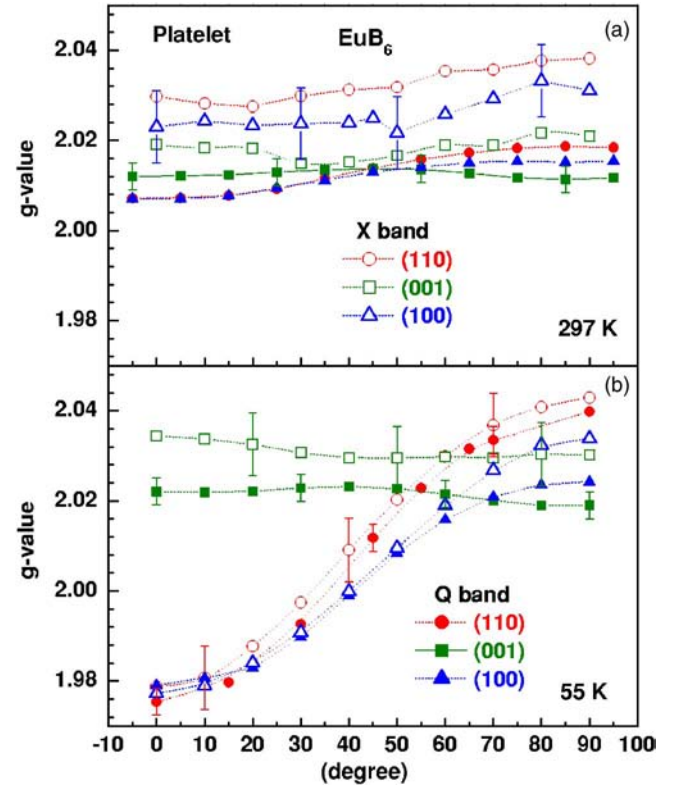 (a)
Platelet EuB6
2.04
2.02
2.00
1.98
g-value
X band
(110)
(001)
(100)
297 K
(b)
2.04
2.02
2.00
1.98
g-value
Q band
(110)
(001)
(100)
55 K
-10 0 10 20 30 40 50 60 70 80 90 100
(degree)